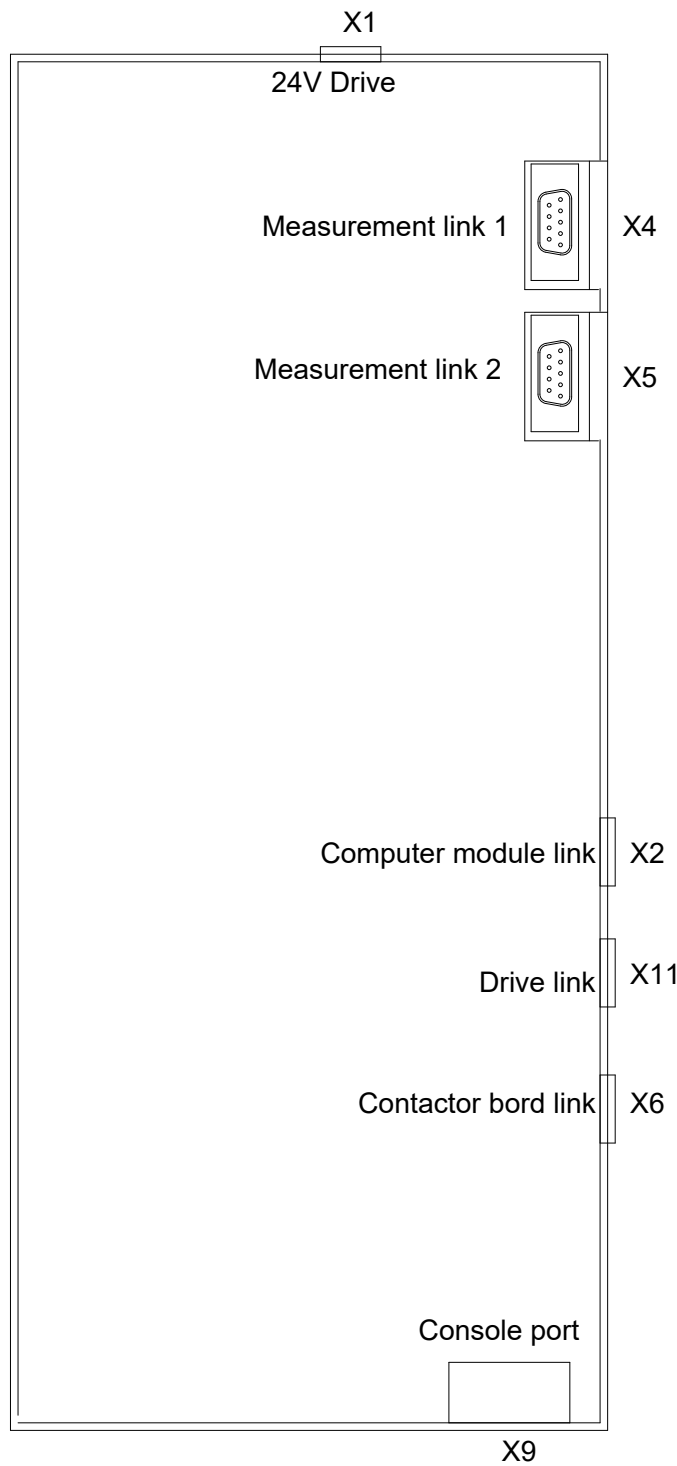 X1
24V Drive
Measurement link 1
X4
Measurement link 2
X5
Computer module link
X2
Drive link
X11
Contactor bord link
X6
Console port
X9